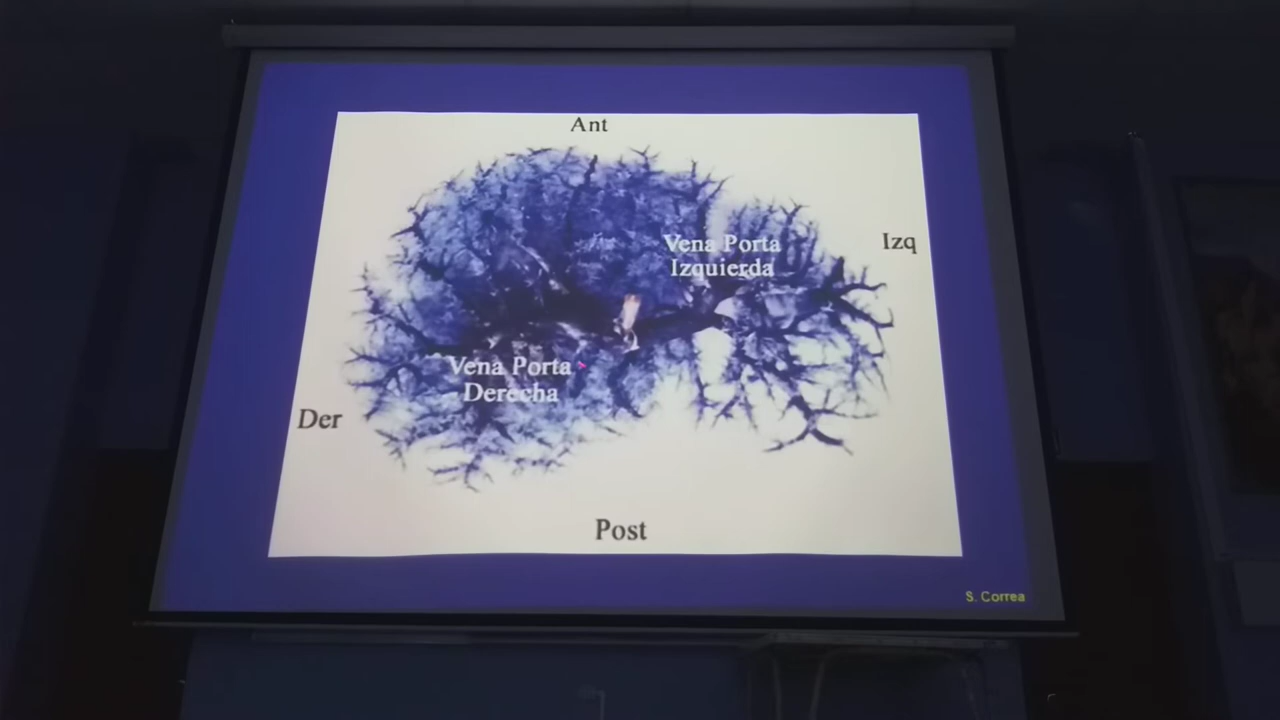 Ant
Vena Porta
Izquierda
Izq
Vena Porta
Derecha
Der
Post
S. Correa